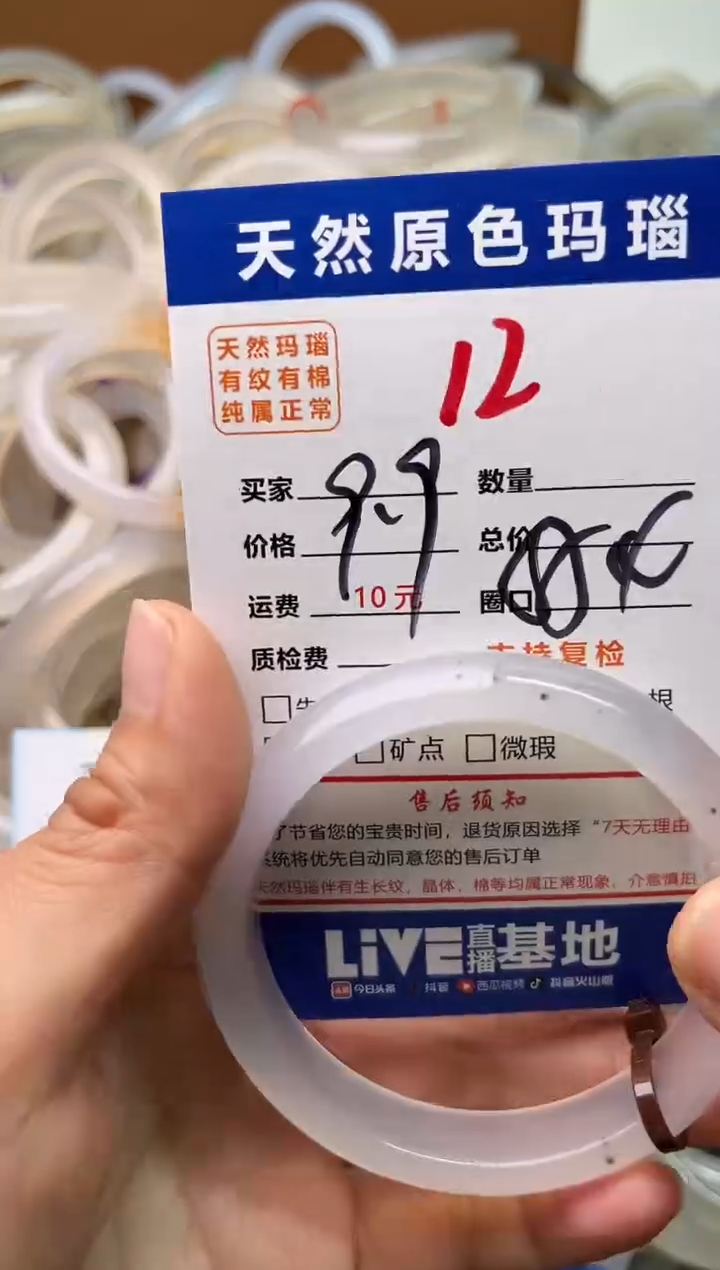 天然原色玛瑙
天然玛瑙
有纹有棉
纯属正常
12
买家
数量
价格
总价
运费 10元
圈口
质检费
支持复检
□矿点 □微瑕
售后须知
了节省您的宝贵时间，退货原因选择“7天无理由
系统将优先自动同意您的售后订单
天然玛瑙伴有生长纹，晶体，棉等均属正常现象，介意慎拍
LIVE直播基地
今日头条 抖音 西瓜视频 抖音火山版